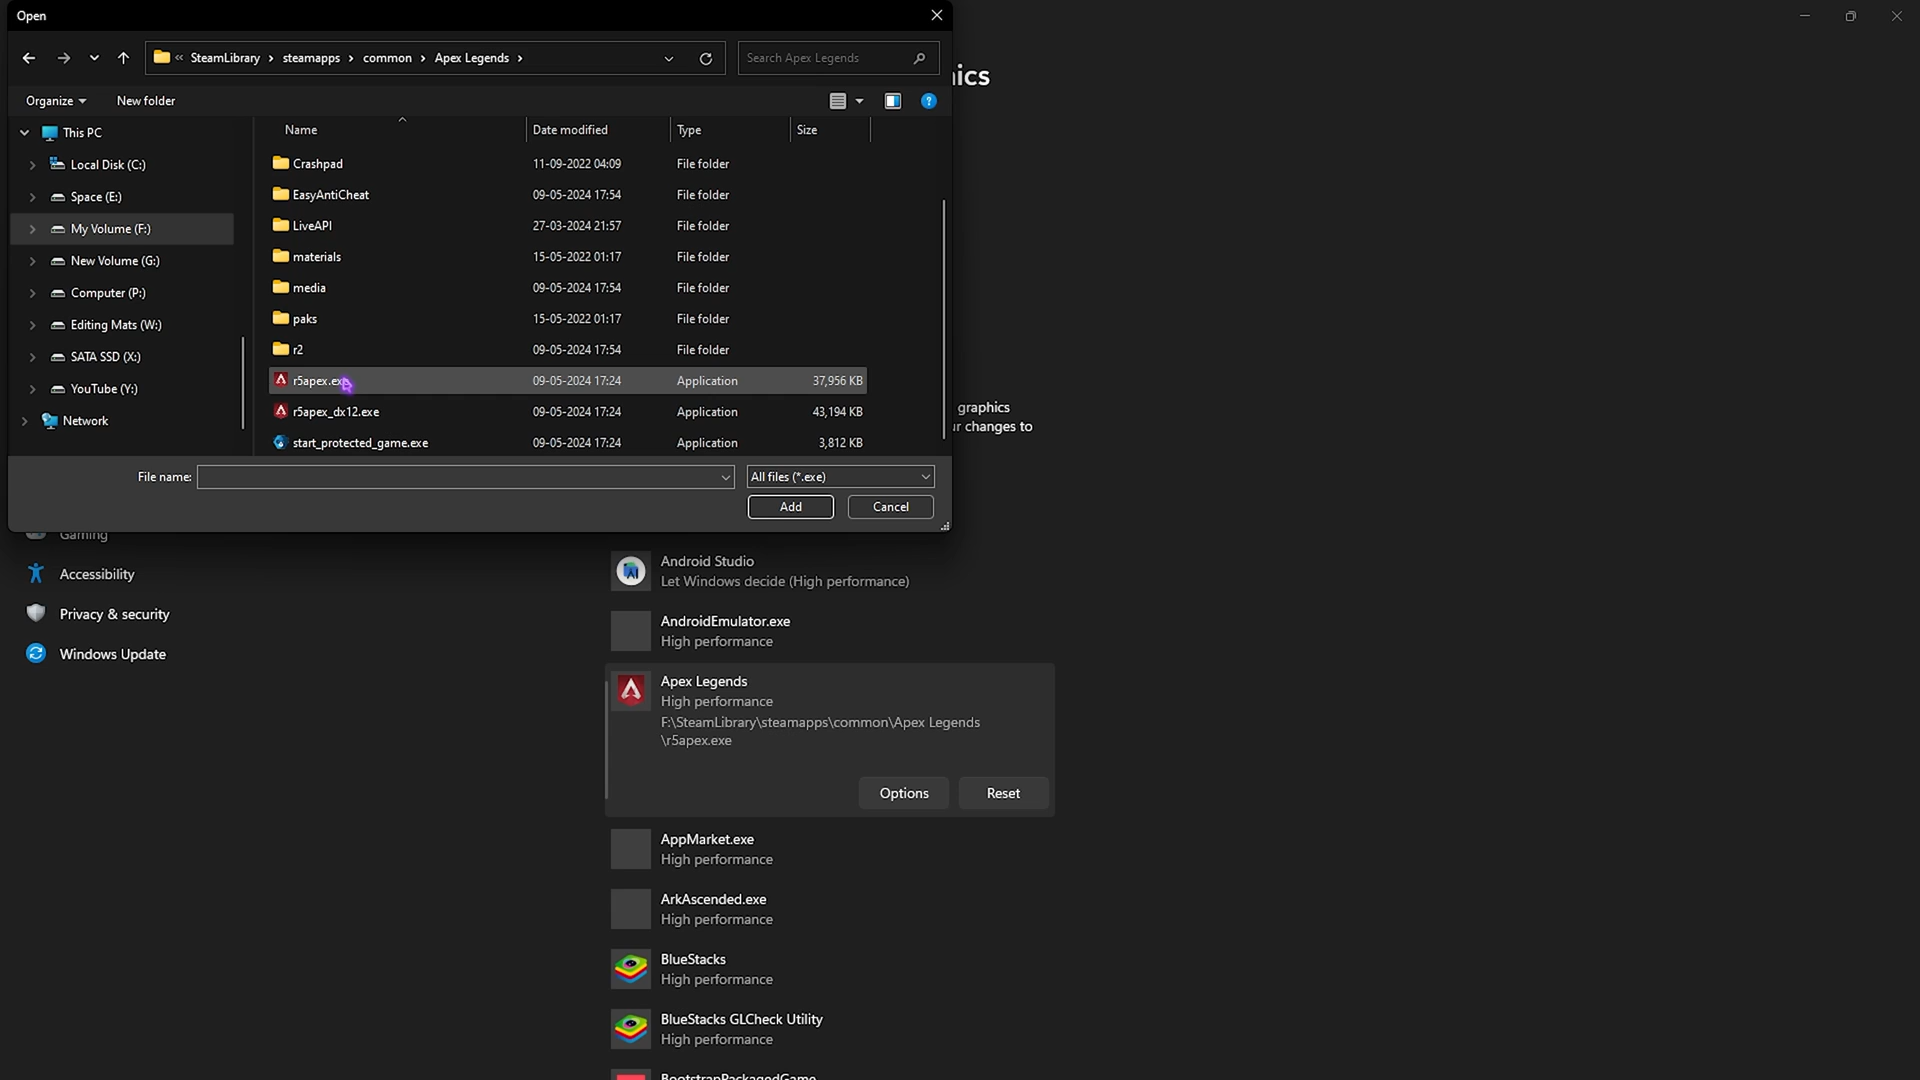 Open
SteamLibrary > steamapps > common > Apex Legends >
Search Apex Legends
ics
Organize
New folder
Name
Date modified
Type
Size
This PC
Local Disk (C:)
Space (E:)
My Volume (F:)
New Volume (G:)
Computer (P:)
Editing Mats (W:)
SATA SSD (X:)
YouTube (Y:)
Network
Crashpad 11-09-2022 04:09 File folder
EasyAntiCheat 09-05-2024 17:54 File folder
LiveAPI 27-03-2024 21:57 File folder
materials 15-05-2022 01:17 File folder
media 09-05-2024 17:54 File folder
paks 15-05-2022 01:17 File folder
r2 09-05-2024 17:54 File folder
r5apex.exe 09-05-2024 17:24 Application 37,956 KB
r5apex_dx12.exe 09-05-2024 17:24 Application 43,194 KB
start_protected_game.exe 09-05-2024 17:24 Application 3,812 KB
File name:
All files (*.exe)
Add
Cancel
graphics
ur changes to
Gaming
Accessibility
Privacy & security
Windows Update
Android Studio
Let Windows decide (High performance)
AndroidEmulator.exe
High performance
Apex Legends
High performance
F:\SteamLibrary\steamapps\common\Apex Legends
\r5apex.exe
Options
Reset
AppMarket.exe
High performance
ArkAscended.exe
High performance
BlueStacks
High performance
BlueStacks GLCheck Utility
High performance
BootstrapPackagedGame